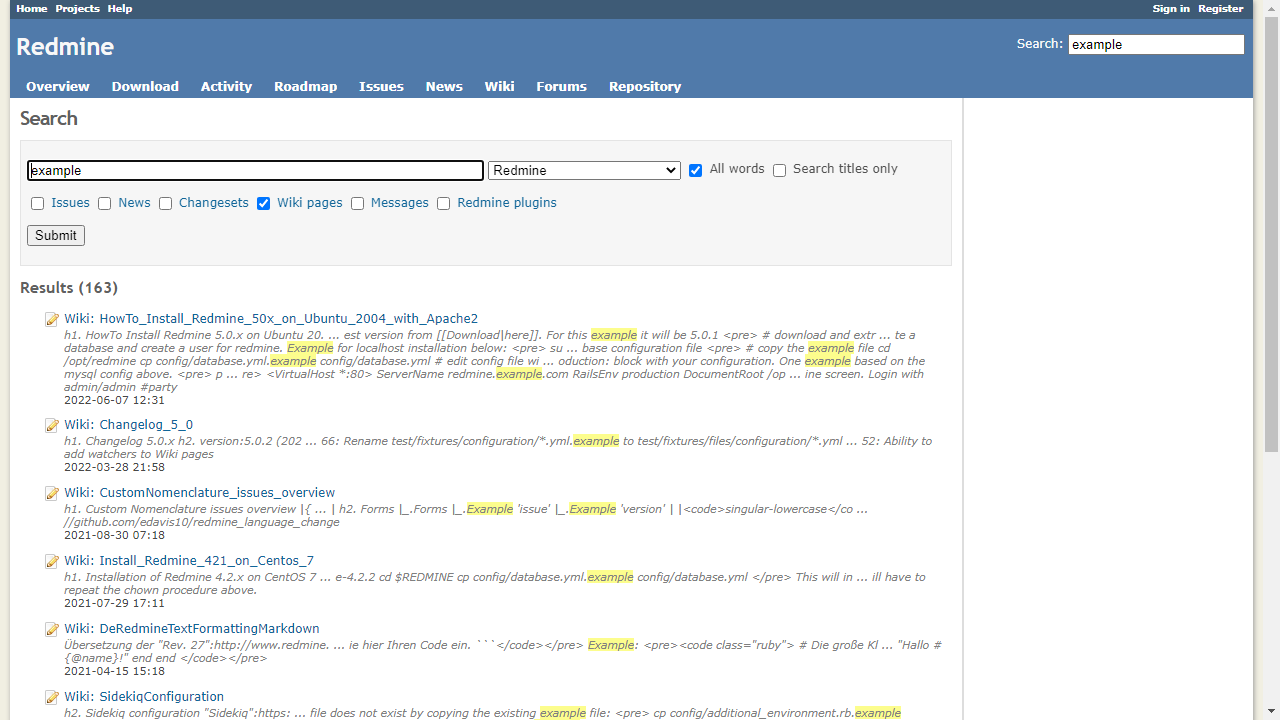 Home Projects Help Sign in Register
Redmine Search: example
Overview Download Activity Roadmap Issues News Wiki Forums Repository
Search
example Redmine All words Search titles only
Issues News Changesets Wiki pages Messages Redmine plugins
Submit
Results (163)
Wiki: HowTo_Install_Redmine_50x_on_Ubuntu_2004_with_Apache2
h1. HowTo Install Redmine 5.0.x on Ubuntu 20. ... est version from [[Download|here]]. For this example it will be 5.0.1 <pre> # download and extr ... te a
database and create a user for redmine. Example for localhost installation below: <pre> su ... base configuration file <pre> # copy the example file cd
/opt/redmine cp config/database.yml.example config/database.yml # edit config file wi ... oduction: block with your configuration. One example based on the
mysql config above. <pre> p ... re> <VirtualHost *:80> ServerName redmine.example.com RailsEnv production DocumentRoot /op ... ine screen. Login with
admin/admin #party
2022-06-07 12:31
Wiki: Changelog_5_0
h1. Changelog 5.0.x h2. version:5.0.2 (202 ... 66: Rename test/fixtures/configuration/*.yml.example to test/fixtures/files/configuration/*.yml ... 52: Ability to
add watchers to Wiki pages
2022-03-28 21:58
Wiki: CustomNomenclature_issues_overview
h1. Custom Nomenclature issues overview |{ ... | h2. Forms |_.Forms |_.Example 'issue' |_.Example 'version' | |<code>singular-lowercase</co ...
//github.com/edavis10/redmine_language_change
2021-08-30 07:18
Wiki: Install_Redmine_421_on_Centos_7
h1. Installation of Redmine 4.2.x on CentOS 7 ... e-4.2.2 cd $REDMINE cp config/database.yml.example config/database.yml </pre> This will in ... ill have to
repeat the chown procedure above.
2021-07-29 17:11
Wiki: DeRedmineTextFormattingMarkdown
Übersetzung der "Rev. 27":http://www.redmine. ... ie hier Ihren Code ein. ```</code></pre> Example: <pre><code class="ruby"> # Die große Kl ... "Hallo #
{@name}!" end end </code></pre>
2021-04-15 15:18
Wiki: SidekiqConfiguration
h2. Sidekiq configuration "Sidekiq":https: ... file does not exist by copying the existing example file: <pre> cp config/additional_environment.rb.example